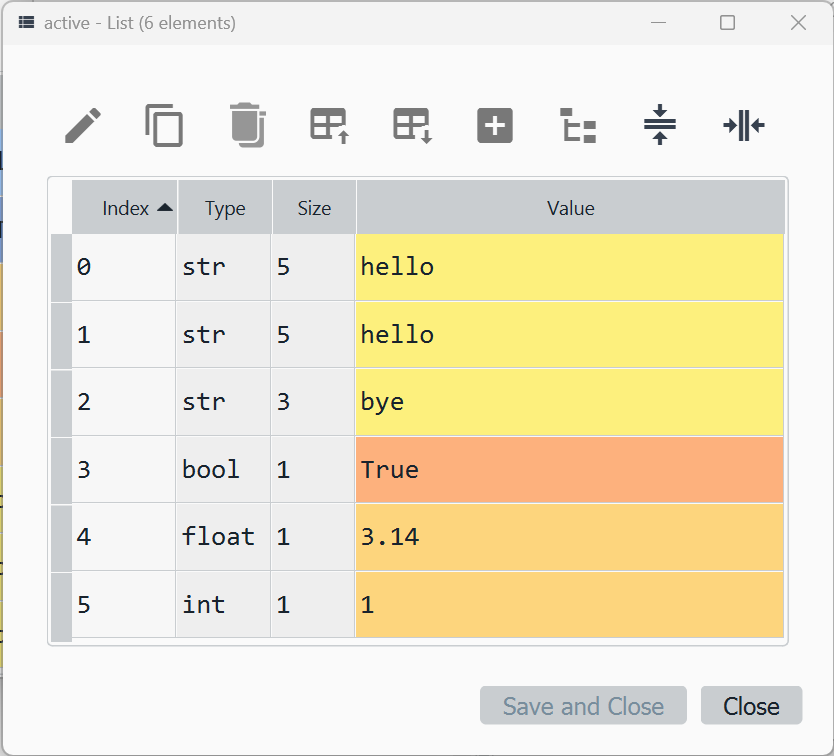 active - List (6 elements)
Index Type Size Value
0 str 5 hello
1 str 5 hello
2 str 3 bye
3 bool 1 True
4 float 1 3.14
5 int 1 1
Save and Close Close